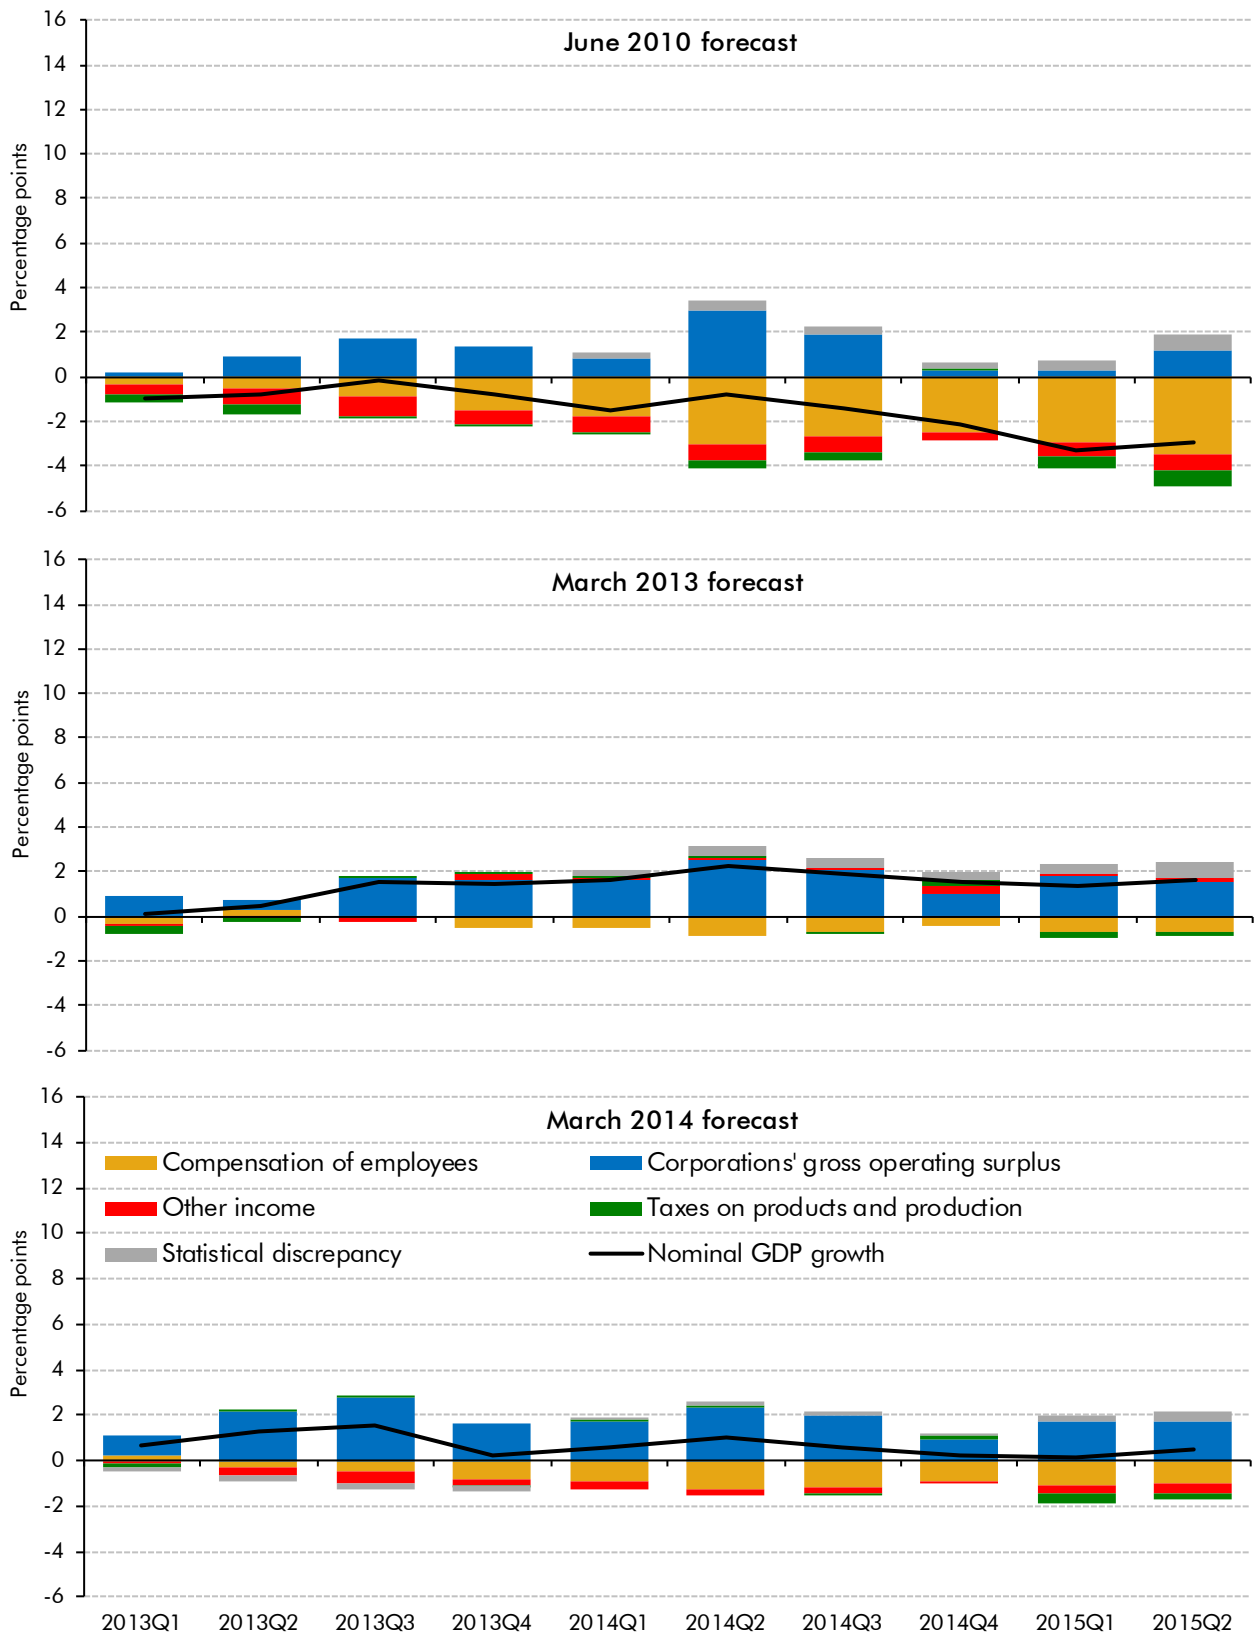 June 2010 forecast
Percentage points
16
14
12
10
8
6
4
2
0
-2
-4
-6
March 2013 forecast
Percentage points
16
14
12
10
8
6
4
2
0
-2
-4
-6
March 2014 forecast
Percentage points
16
14
12
10
8
6
4
2
0
-2
-4
-6
Compensation of employees
Corporations' gross operating surplus
Other income
Taxes on products and production
Statistical discrepancy
Nominal GDP growth
2013Q1 2013Q2 2013Q3 2013Q4 2014Q1 2014Q2 2014Q3 2014Q4 2015Q1 2015Q2